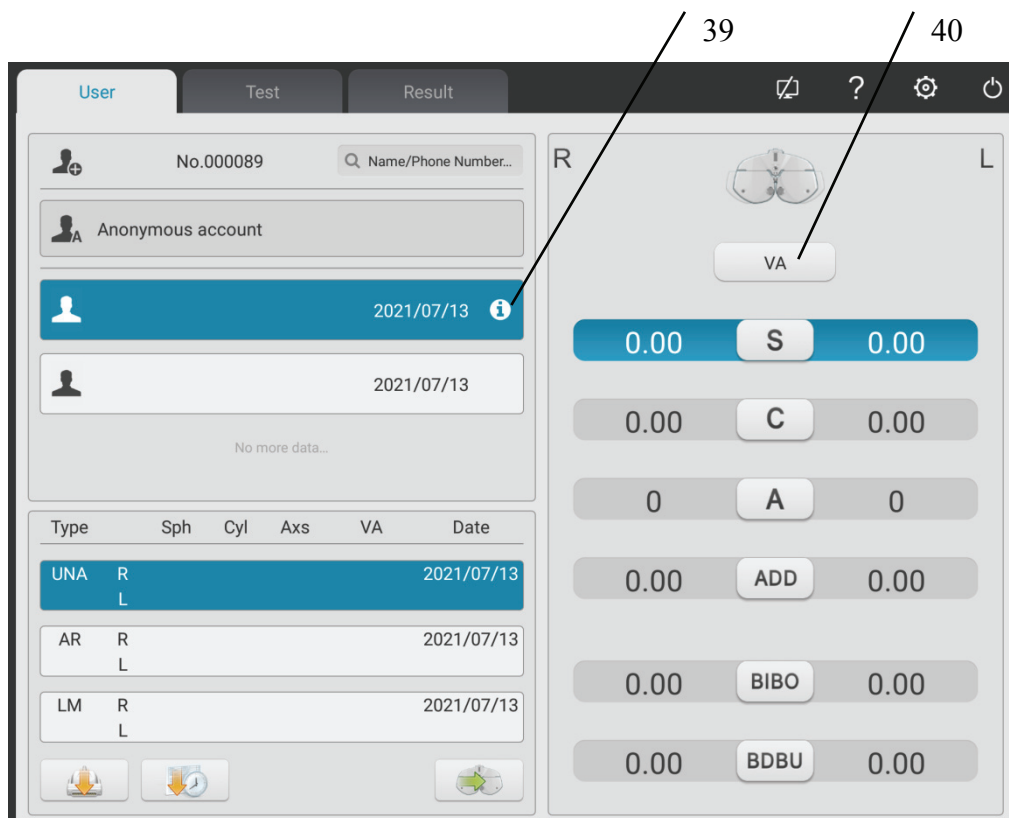 39
40
User
Test
Result
?
No.000089
Name/Phone Number...
A
Anonymous account
2021/07/13
2021/07/13
No more data...
Type Sph Cyl Axs VA Date
UNA R 2021/07/13
L
AR R 2021/07/13
L
LM R 2021/07/13
L
R
L
VA
0.00 S 0.00
0.00 C 0.00
0 A 0
0.00 ADD 0.00
0.00 BIBO 0.00
0.00 BDBU 0.00